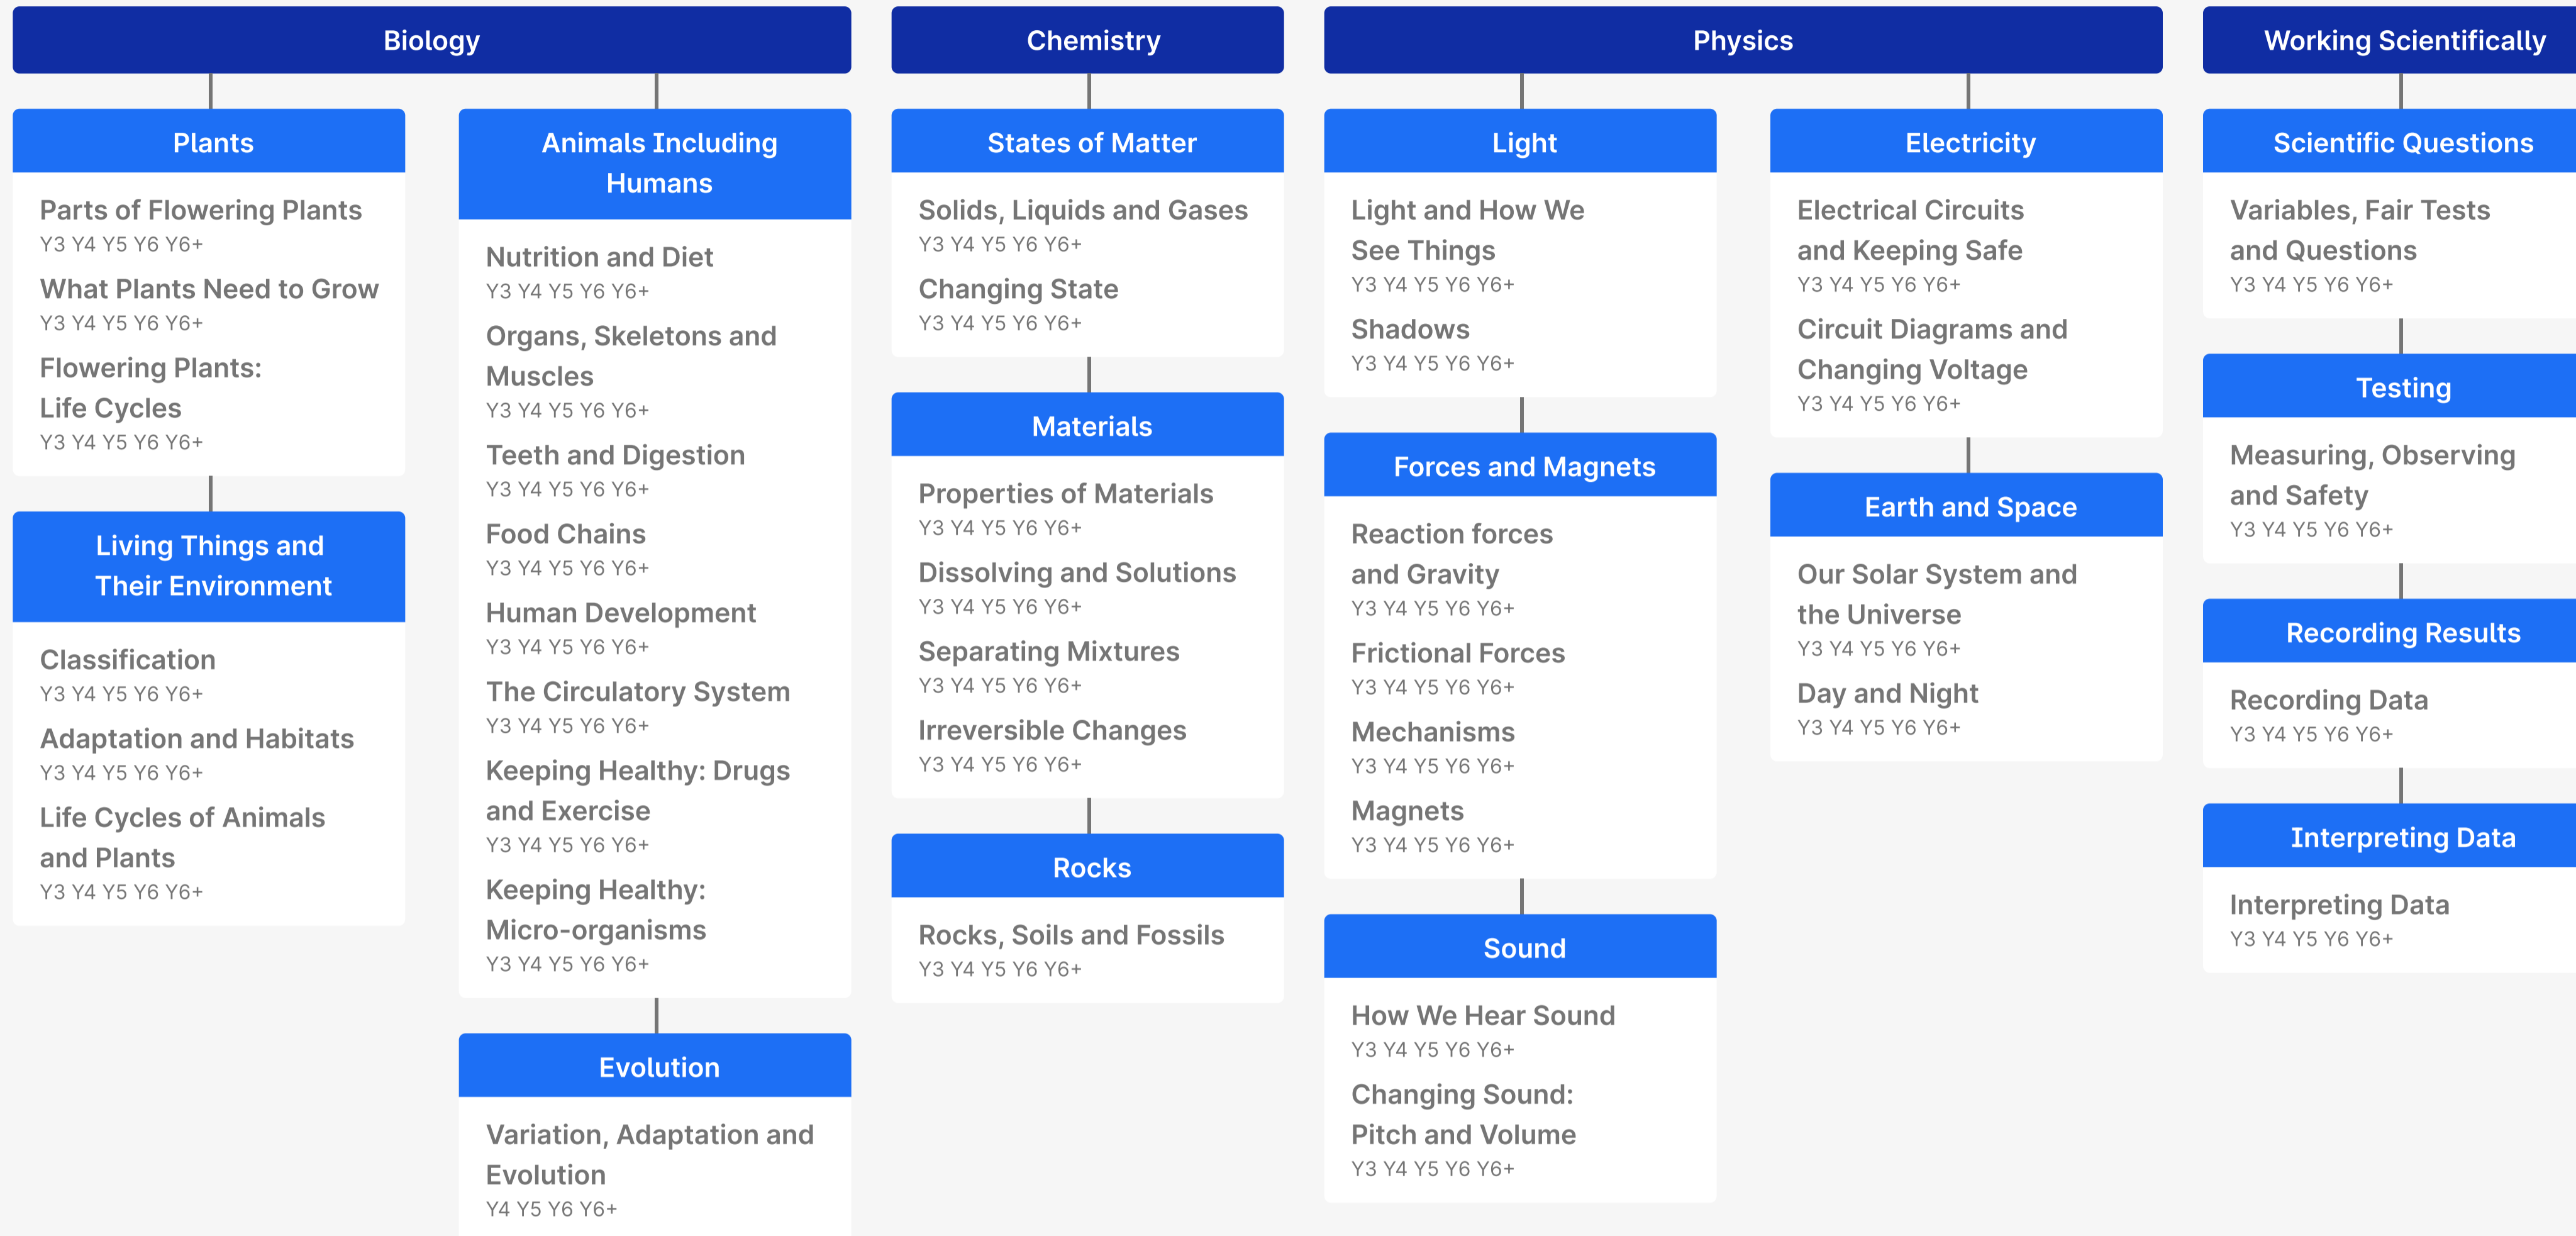 Biology
Plants
Parts of Flowering Plants
Y3 Y4 Y5 Y6 Y6+
What Plants Need to Grow
Y3 Y4 Y5 Y6 Y6+
Flowering Plants:
Life Cycles
Y3 Y4 Y5 Y6 Y6+
Living Things and
Their Environment
Classification
Y3 Y4 Y5 Y6 Y6+
Adaptation and Habitats
Y3 Y4 Y5 Y6 Y6+
Life Cycles of Animals
and Plants
Y3 Y4 Y5 Y6 Y6+
Animals Including
Humans
Nutrition and Diet
Y3 Y4 Y5 Y6 Y6+
Organs, Skeletons and
Muscles
Y3 Y4 Y5 Y6 Y6+
Teeth and Digestion
Y3 Y4 Y5 Y6 Y6+
Food Chains
Y3 Y4 Y5 Y6 Y6+
Human Development
Y3 Y4 Y5 Y6 Y6+
The Circulatory System
Y3 Y4 Y5 Y6 Y6+
Keeping Healthy: Drugs
and Exercise
Y3 Y4 Y5 Y6 Y6+
Keeping Healthy:
Micro-organisms
Y3 Y4 Y5 Y6 Y6+
Evolution
Variation, Adaptation and
Evolution
Y4 Y5 Y6 Y6+
Chemistry
States of Matter
Solids, Liquids and Gases
Y3 Y4 Y5 Y6 Y6+
Changing State
Y3 Y4 Y5 Y6 Y6+
Materials
Properties of Materials
Y3 Y4 Y5 Y6 Y6+
Dissolving and Solutions
Y3 Y4 Y5 Y6 Y6+
Separating Mixtures
Y3 Y4 Y5 Y6 Y6+
Irreversible Changes
Y3 Y4 Y5 Y6 Y6+
Rocks
Rocks, Soils and Fossils
Y3 Y4 Y5 Y6 Y6+
Physics
Light
Light and How We
See Things
Y3 Y4 Y5 Y6 Y6+
Shadows
Y3 Y4 Y5 Y6 Y6+
Forces and Magnets
Reaction forces
and Gravity
Y3 Y4 Y5 Y6 Y6+
Frictional Forces
Y3 Y4 Y5 Y6 Y6+
Mechanisms
Y3 Y4 Y5 Y6 Y6+
Magnets
Y3 Y4 Y5 Y6 Y6+
Sound
How We Hear Sound
Y3 Y4 Y5 Y6 Y6+
Changing Sound:
Pitch and Volume
Y3 Y4 Y5 Y6 Y6+
Electricity
Electrical Circuits
and Keeping Safe
Y3 Y4 Y5 Y6 Y6+
Circuit Diagrams and
Changing Voltage
Y3 Y4 Y5 Y6 Y6+
Earth and Space
Our Solar System and
the Universe
Y3 Y4 Y5 Y6 Y6+
Day and Night
Y3 Y4 Y5 Y6 Y6+
Working Scientifically
Scientific Questions
Variables, Fair Tests
and Questions
Y3 Y4 Y5 Y6 Y6+
Testing
Measuring, Observing
and Safety
Y3 Y4 Y5 Y6 Y6+
Recording Results
Recording Data
Y3 Y4 Y5 Y6 Y6+
Interpreting Data
Interpreting Data
Y3 Y4 Y5 Y6 Y6+